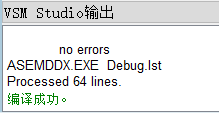 VSM Studio输出
no errors
ASEMDDX.EXE  Debug.lst
Processed 64 lines.
编译成功。